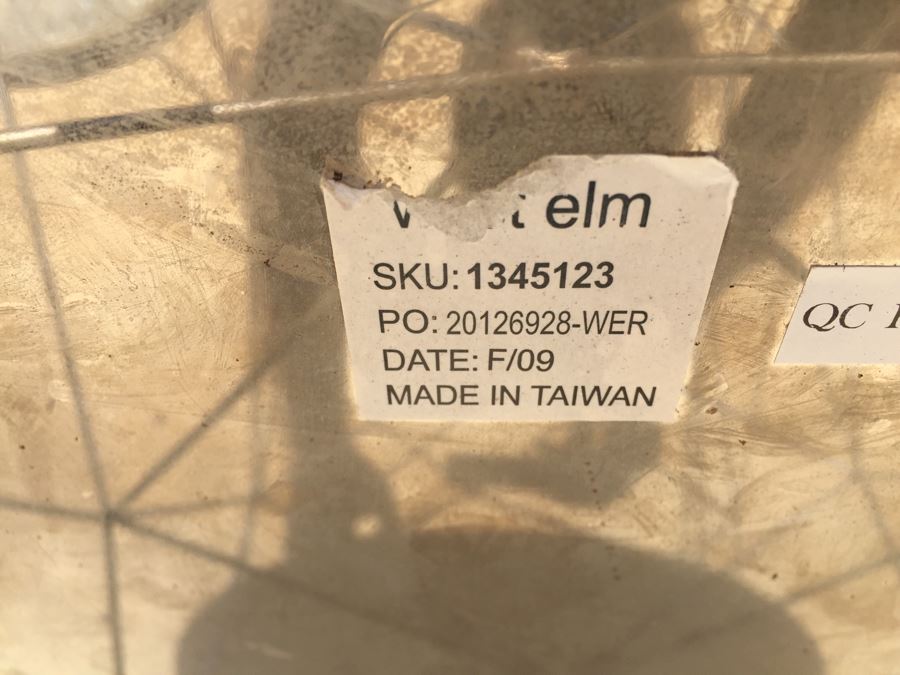 elm
SKU: 1345123
PO: 20126928-WER
DATE: F/09
MADE IN TAIWAN
QC